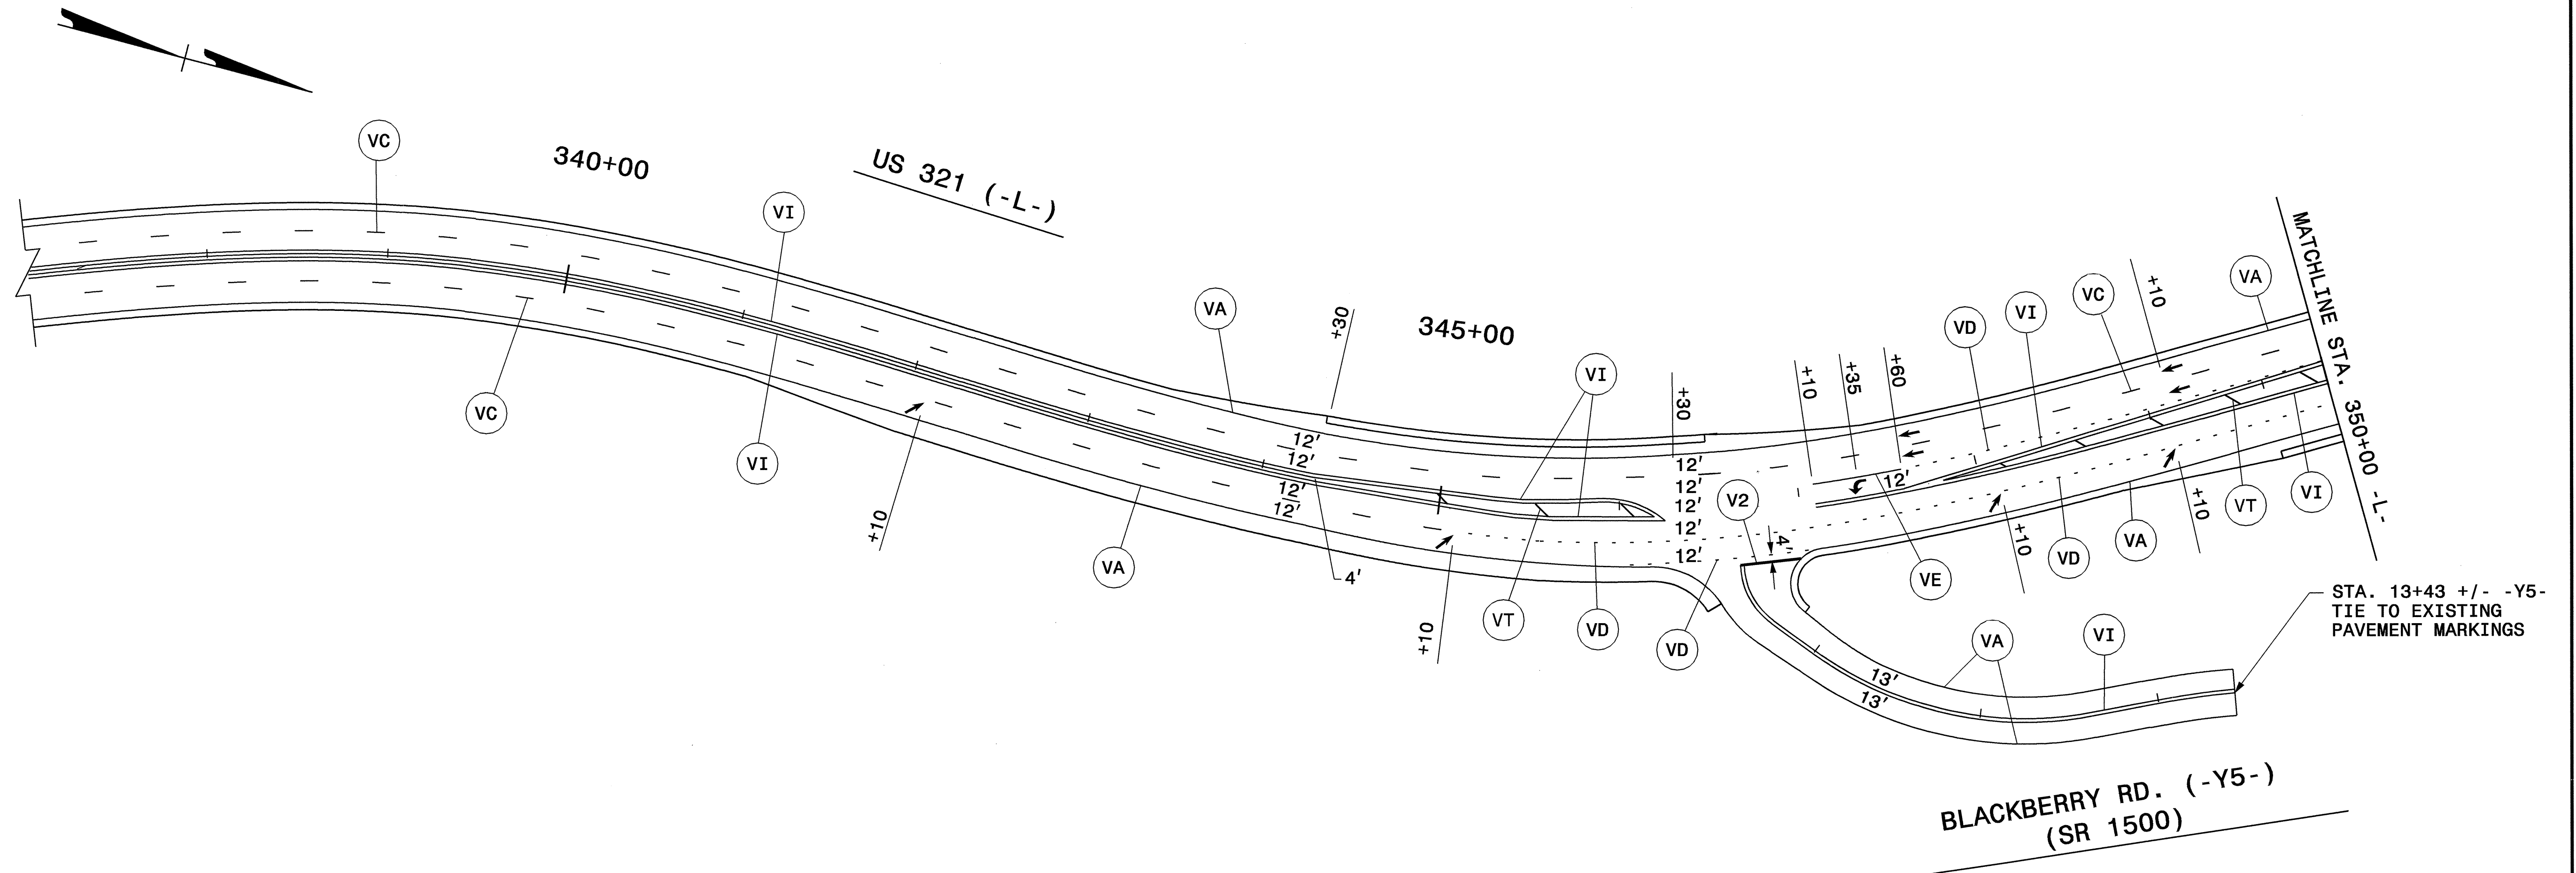 VC
340+00
US 321 (-L-)
VI
VA
+30
345+00
VI
+30
+10
+35
+60
VD
VI
VC
+10
VA
MATCHLINE STA. 350+00 -L-
VC
VI
+10
VA
12'
12'
12'
12'
4'
+10
VT
VD
VD
12'
12'
12'
12'
12'
V2
4'
12'
VE
+10
VD
VA
+10
VT
VI
STA. 13+43 +/- -Y5-
TIE TO EXISTING
PAVEMENT MARKINGS
VA
VI
13'
13'
BLACKBERRY RD. (-Y5-)
(SR 1500)